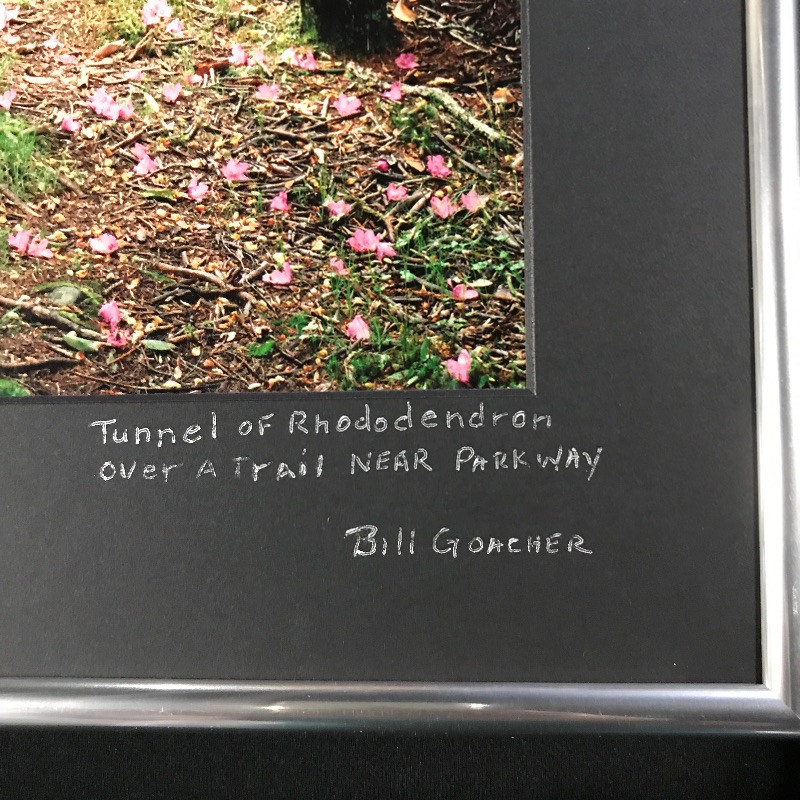 Tunnel of Rhododendron
over A Trail NEAR PARKWAY
Bill GOACHER